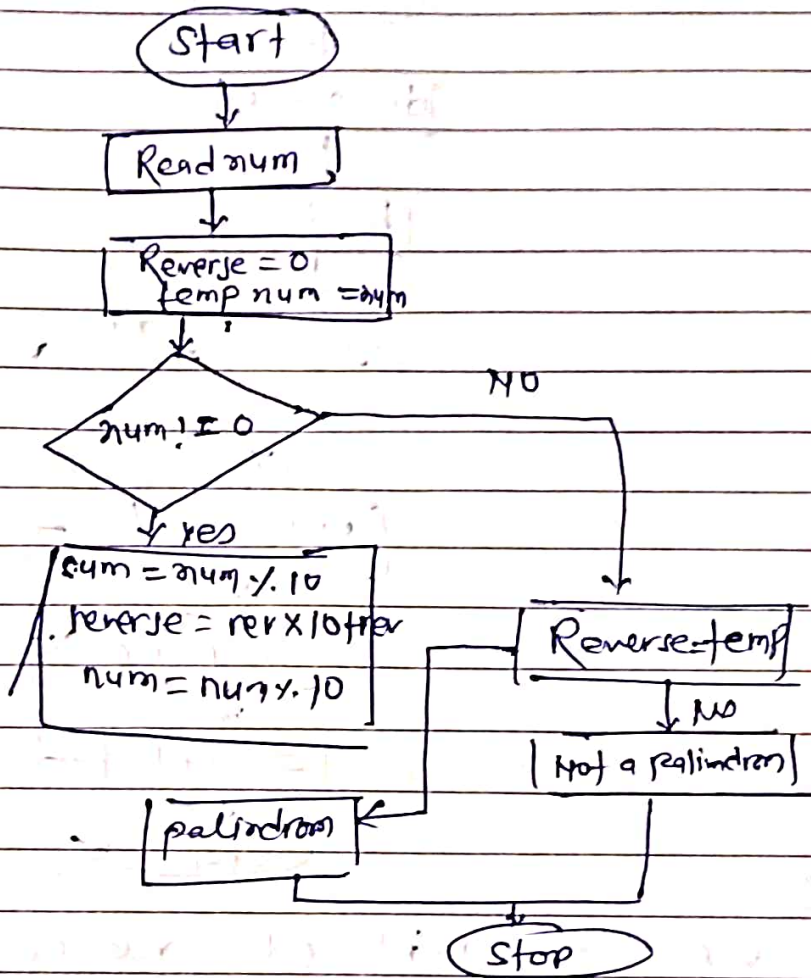 Start
Read num
Reverse = 0
temp num = num
num != 0
NO
Yes
sum = num % 10
reverse = rev x 10 + rev
num = num % 10
Reverse = temp
No
Not a palindrom
palindrom
Stop